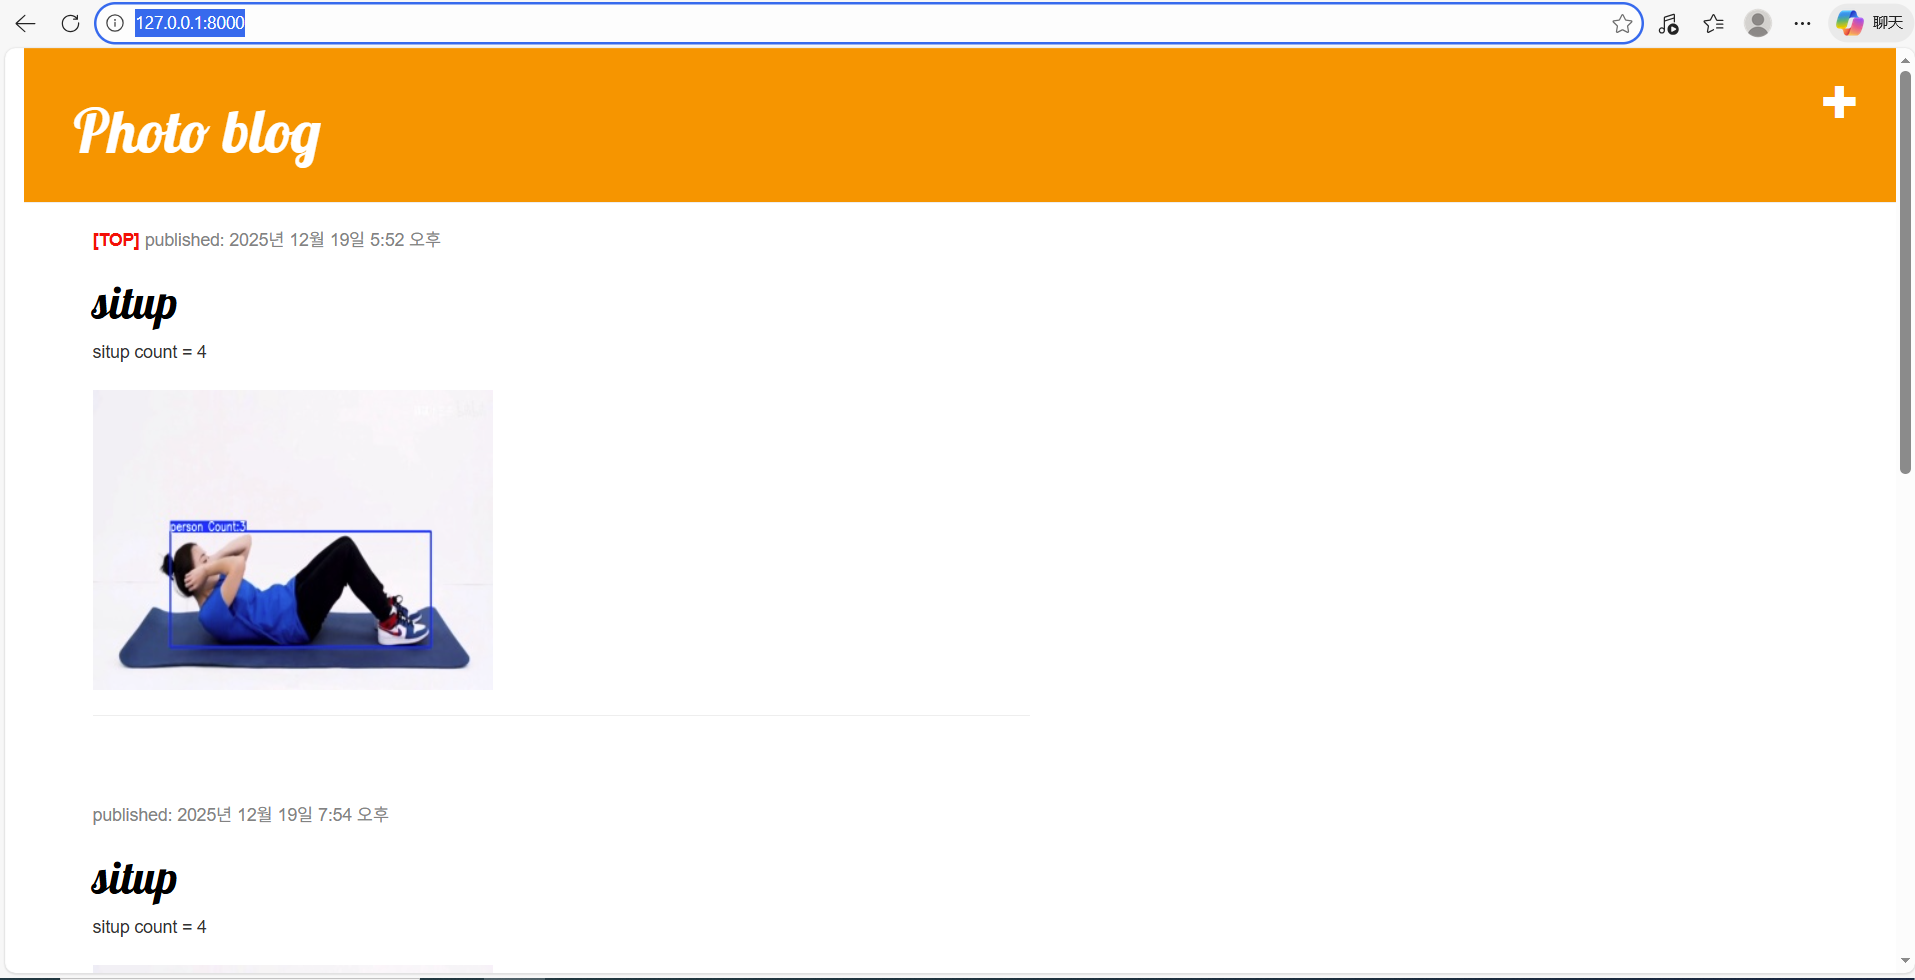 127.0.0.1:8000
聊天
Photo blog
[TOP] published: 2025년 12월 19일 5:52 오후
situp
situp count = 4
person Count:3
published: 2025년 12월 19일 7:54 오후
situp
situp count = 4